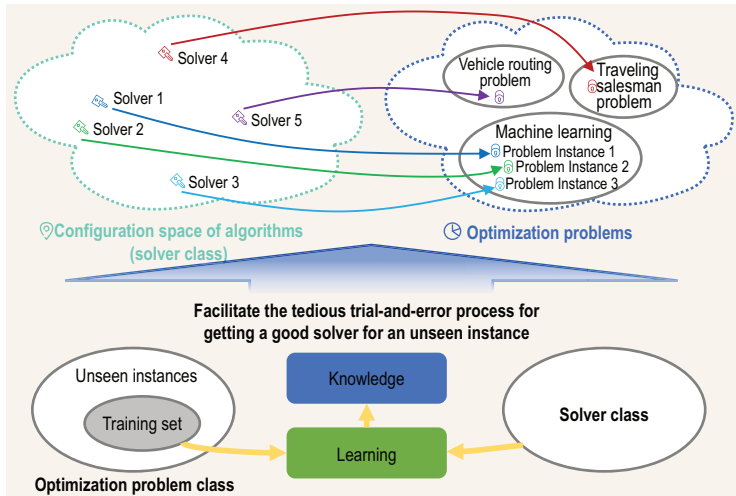 Solver 4
Solver 1
Solver 2
Solver 5
Solver 3
Vehicle routing
problem
Traveling
salesman
problem
Machine learning
Problem Instance 1
Problem Instance 2
Problem Instance 3
Configuration space of algorithms
(solver class)
Optimization problems
Facilitate the tedious trial-and-error process for
getting a good solver for an unseen instance
Unseen instances
Training set
Optimization problem class
Knowledge
Learning
Solver class